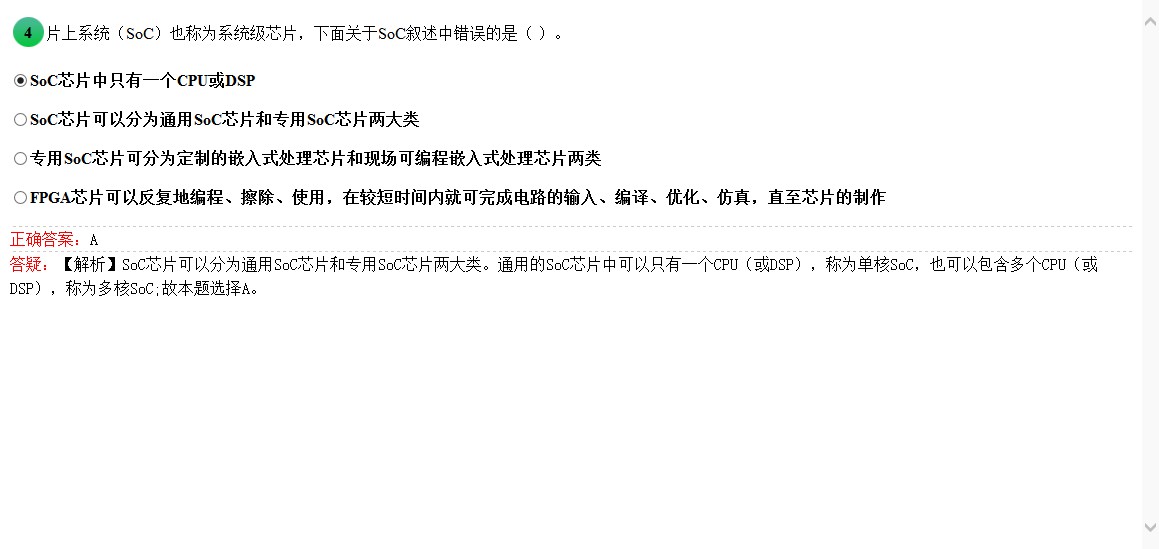 4 片上系统（SoC）也称为系统级芯片，下面关于SoC叙述中错误的是（ ）。
SoC芯片中只有一个CPU或DSP
SoC芯片可以分为通用SoC芯片和专用SoC芯片两大类
专用SoC芯片可分为定制的嵌入式处理芯片和现场可编程嵌入式处理芯片两类
FPGA芯片可以反复地编程、擦除、使用，在较短时间内就可完成电路的输入、编译、优化、仿真，直至芯片的制作
正确答案：A
答疑：【解析】SoC芯片可以分为通用SoC芯片和专用SoC芯片两大类。通用的SoC芯片中可以只有一个CPU（或DSP），称为单核SoC，也可以包含多个CPU（或
DSP），称为多核SoC;故本题选择A。